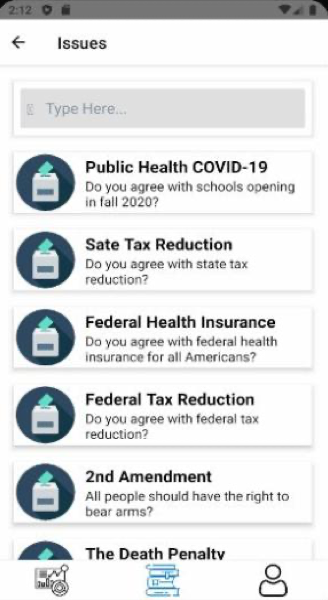 2:12
Issues
Type Here...
Public Health COVID-19
Do you agree with schools opening
in fall 2020?
Sate Tax Reduction
Do you agree with state tax
reduction?
Federal Health Insurance
Do you agree with federal health
insurance for all Americans?
Federal Tax Reduction
Do you agree with federal tax
reduction?
2nd Amendment
All people should have the right to
bear arms?
The Death Penalty